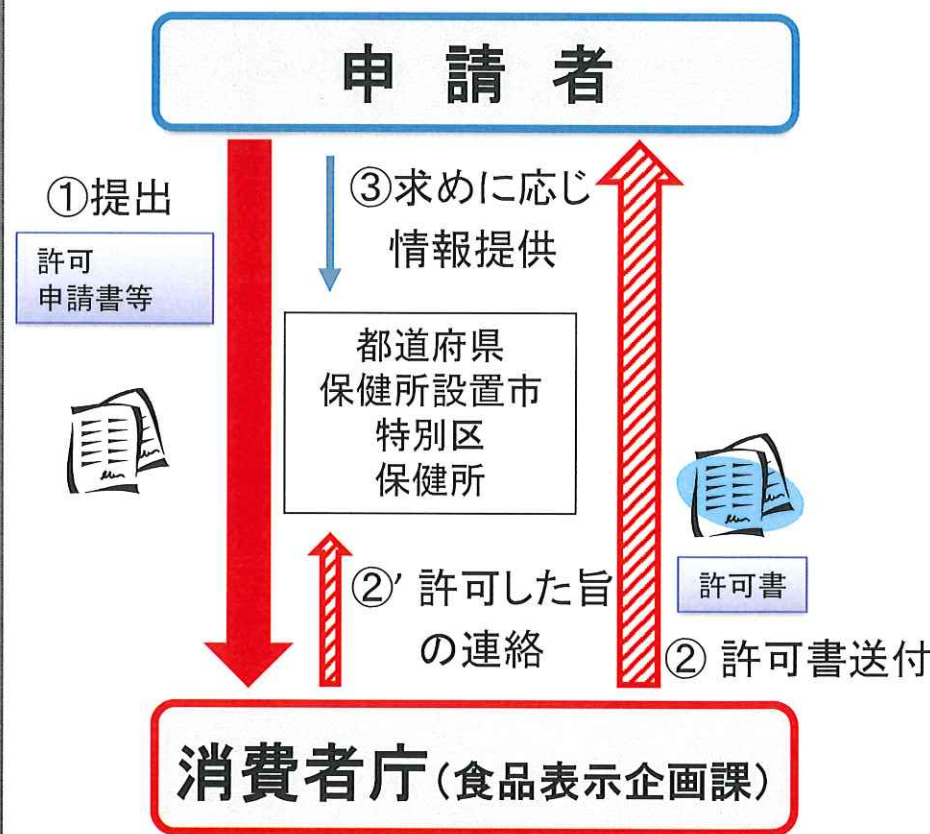 申請者
①提出
許可
申請書等
③求めに応じ
情報提供
都道府県
保健所設置市
特別区
保健所
②′許可した旨
の連絡
許可書
② 許可書送付
消費者庁(食品表示企画課)